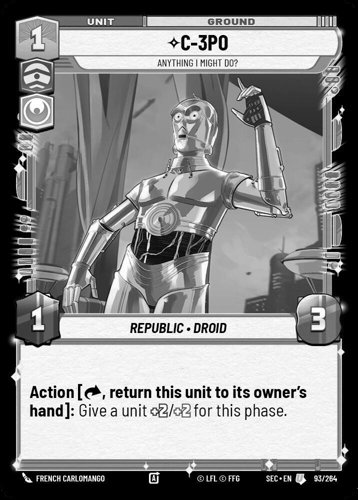 UNIT
GROUND
1
C-3PO
ANYTHING I MIGHT DO?
1
REPUBLIC • DROID
3
Action [, return this unit to its owner's
hand]: Give a unit +2/+2 for this phase.
FRENCH CARLOMANGO
A
© LFL © FFG
SEC • EN
93/264